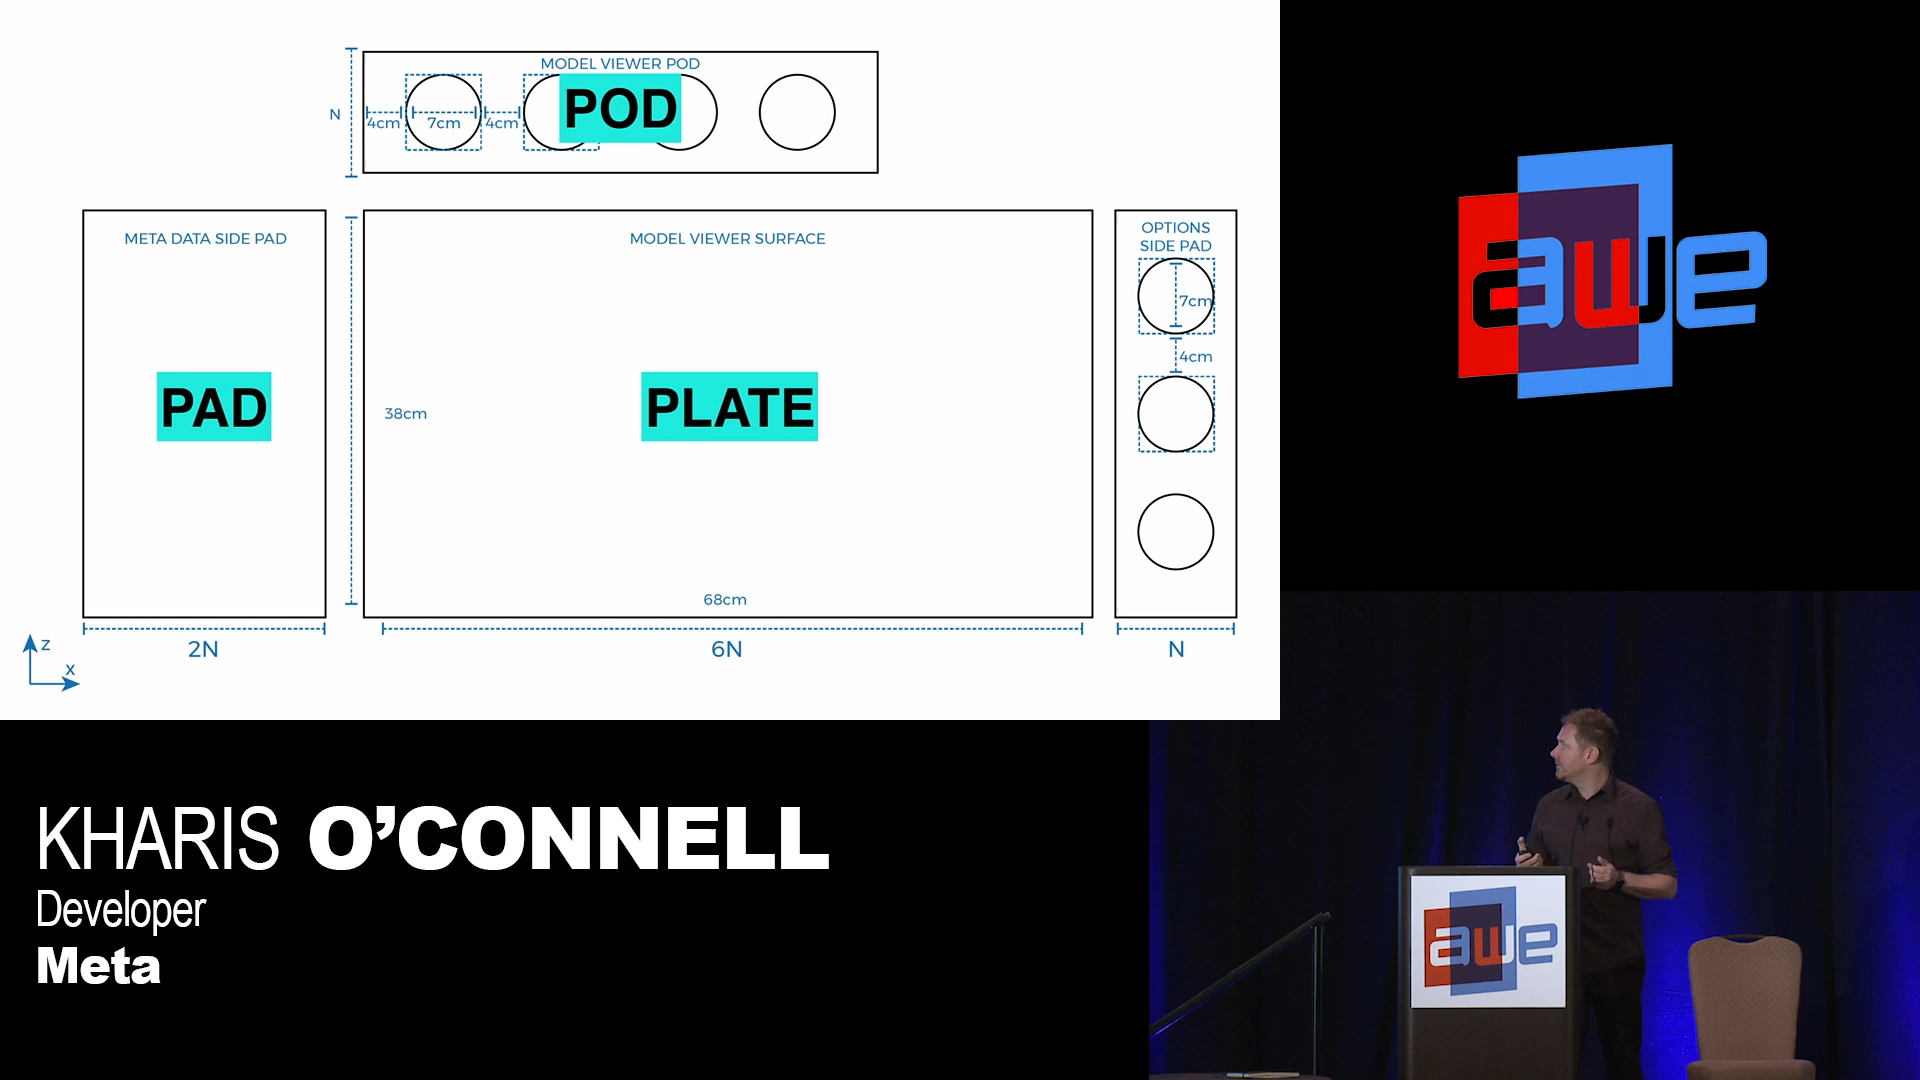 MODEL VIEWER POD
N
4cm
7cm
4cm
POD
META DATA SIDE PAD
MODEL VIEWER SURFACE
OPTIONS
SIDE PAD
7cm
4cm
PAD
PLATE
38cm
68cm
z
x
2N
6N
N
awe
KHARIS O'CONNELL
Developer
Meta
awe